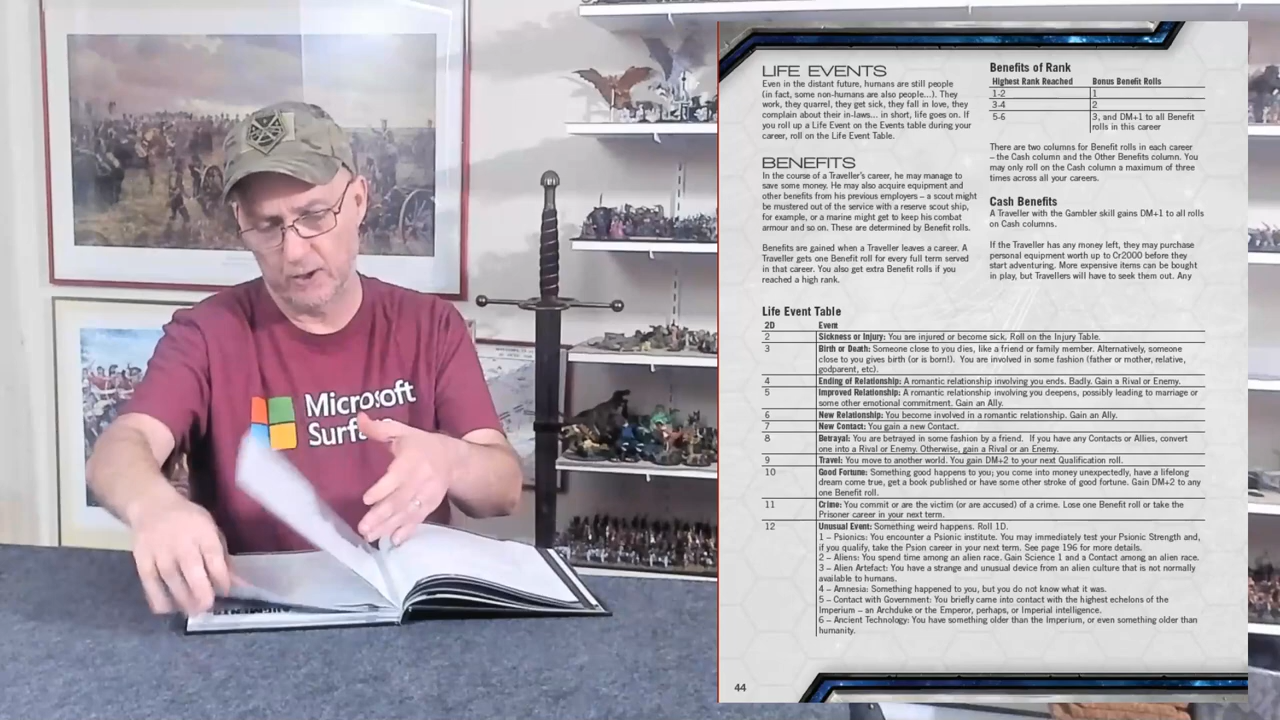 Microsoft
Surface
LIFE EVENTS
Even in the distant future, humans are still people
(in fact, some non-humans are also people...). They
work, they quarrel, they get sick, they fall in love, they
complain about their in-laws... in short, life goes on. If
you roll up a Life Event on the Events table during your
career, roll on the Life Event Table.
BENEFITS
In the course of a Traveller's career, he may manage to
save some money. He may also acquire equipment and
other benefits from his previous employers – a scout might
be mustered out of the service with a reserve scout ship,
for example, or a marine might get to keep his combat
armour and so on. These are determined by Benefit rolls.
Benefits are gained when a Traveller leaves a career. A
Traveller gets one Benefit roll for every full term served
in that career. You also get extra Benefit rolls if you
reached a high rank.
Benefits of Rank
Highest Rank Reached Bonus Benefit Rolls
1-2 1
3-4 2
5-6 3, and DM+1 to all Benefit
rolls in this career
There are two columns for Benefit rolls in each career
– the Cash column and the Other Benefits column. You
may only roll on the Cash column a maximum of three
times across all your careers.
Cash Benefits
A Traveller with the Gambler skill gains DM+1 to all rolls
on Cash columns.
If the Traveller has any money left, they may purchase
personal equipment worth up to Cr2000 before they
start adventuring. More expensive items can be bought
in play, but Travellers will have to seek them out. Any
Life Event Table
2D Event
2 Sickness or Injury: You are injured or become sick. Roll on the Injury Table.
3 Birth or Death: Someone close to you dies, like a friend or family member. Alternatively, someone
close to you gives birth (or is born!). You are involved in some fashion (father or mother, relative,
godparent, etc).
4 Ending of Relationship: A romantic relationship involving you ends. Badly. Gain a Rival or Enemy.
5 Improved Relationship: A romantic relationship involving you deepens, possibly leading to marriage or
some other emotional commitment. Gain an Ally.
6 New Relationship: You become involved in a romantic relationship. Gain an Ally.
7 New Contact: You gain a new Contact.
8 Betrayal: You are betrayed in some fashion by a friend. If you have any Contacts or Allies, convert
one into a Rival or Enemy. Otherwise, gain a Rival or an Enemy.
9 Travel: You move to another world. You gain DM+2 to your next Qualification roll.
10 Good Fortune: Something good happens to you; you come into money unexpectedly, have a lifelong
dream come true, get a book published or have some other stroke of good fortune. Gain DM+2 to any
one Benefit roll.
11 Crime: You commit or are the victim (or are accused) of a crime. Lose one Benefit roll or take the
Prisoner career in your next term.
12 Unusual Event: Something weird happens. Roll 1D.
1 – Psionics: You encounter a Psionic institute. You may immediately test your Psionic Strength and,
if you qualify, take the Psion career in your next term. See page 196 for more details.
2 – Aliens: You spend time among an alien race. Gain Science 1 and a Contact among an alien race.
3 – Alien Artefact: You have a strange and unusual device from an alien culture that is not normally
available to humans.
4 – Amnesia: Something happened to you, but you do not know what it was.
5 – Contact with Government: You briefly came into contact with the highest echelons of the
Imperium – an Archduke or the Emperor, perhaps, or Imperial intelligence.
6 – Ancient Technology: You have something older than the Imperium, or even something older than
humanity.
44